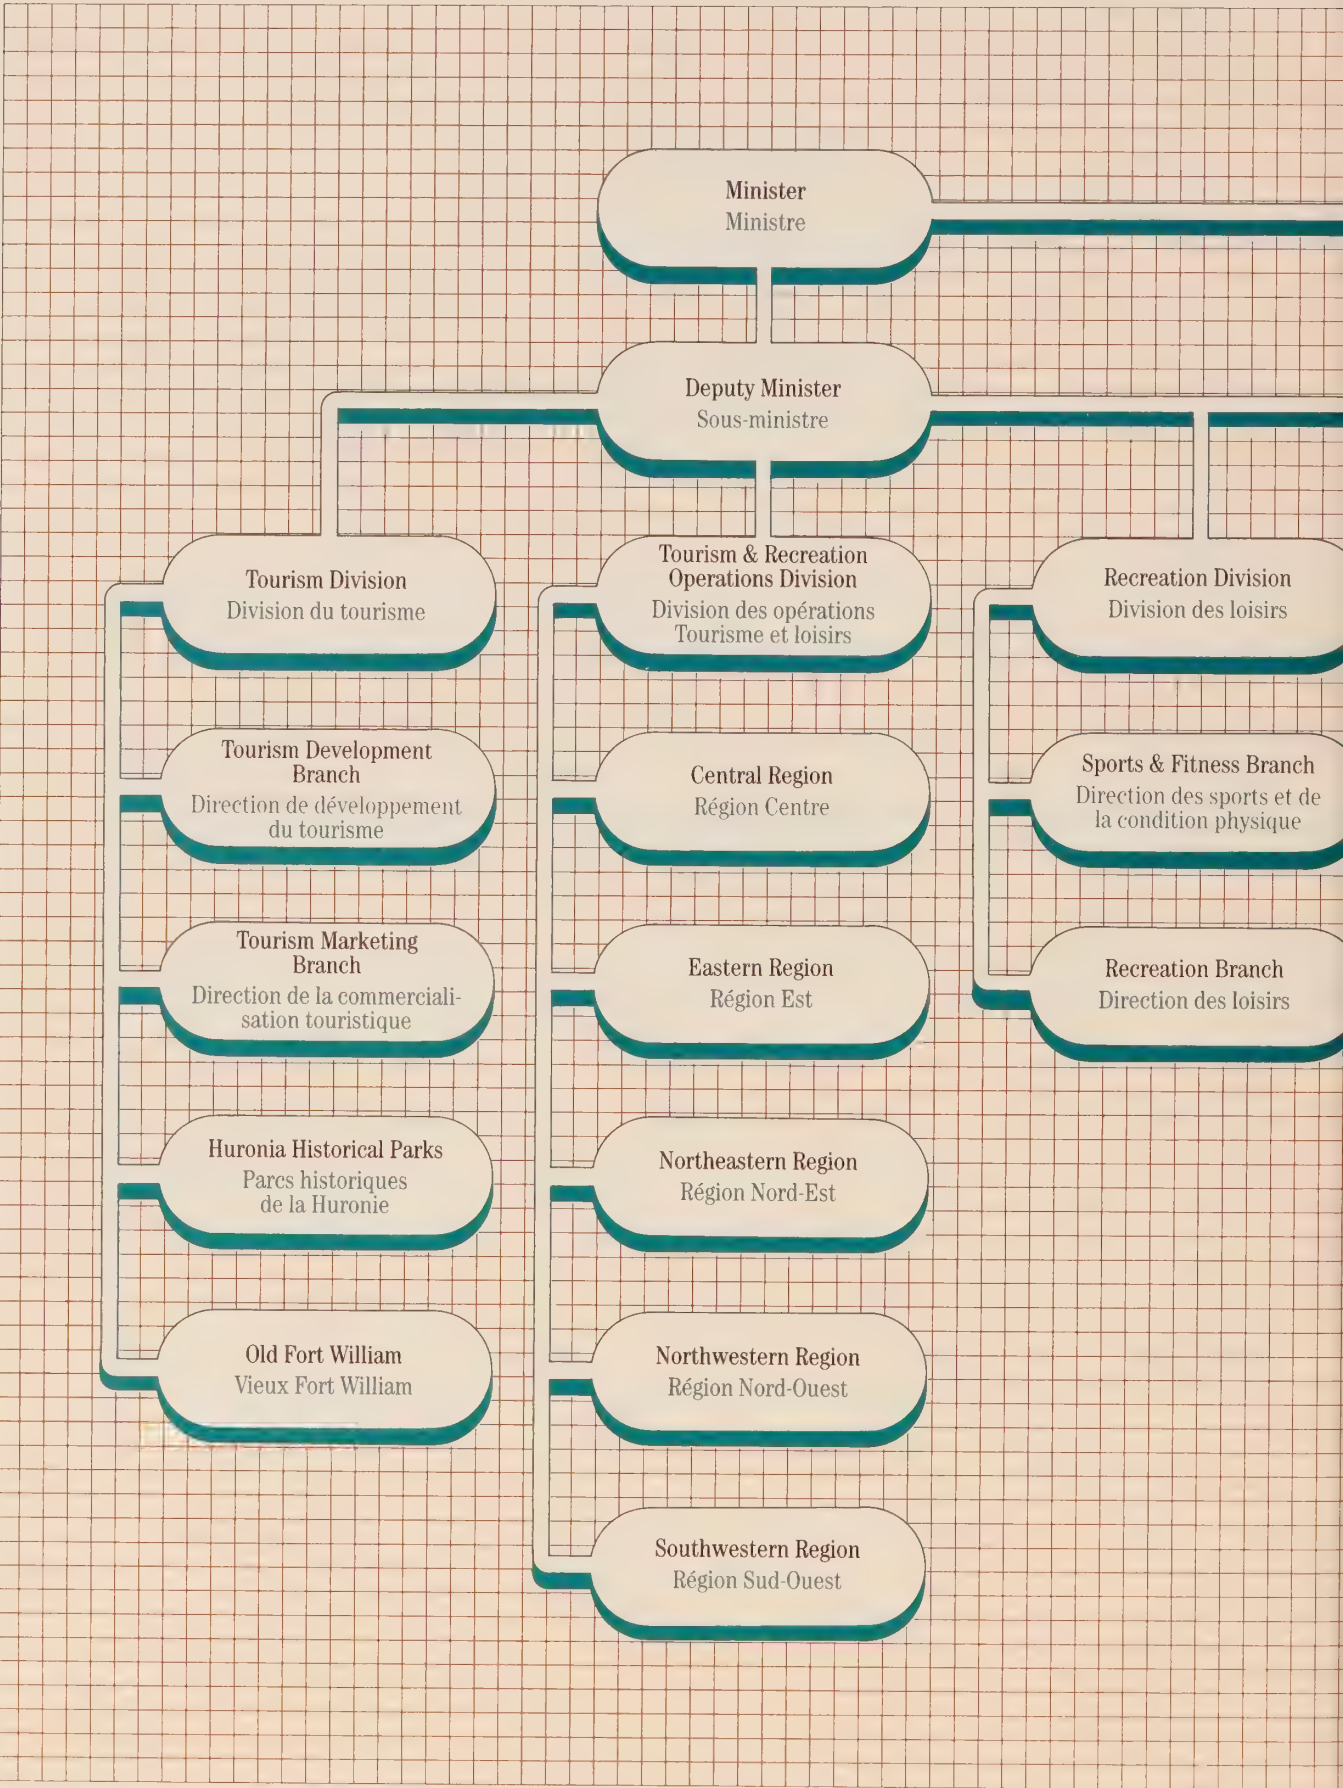 Minister
Ministre
Deputy Minister
Sous-ministre
Tourism Division
Division du tourisme
Tourism Development
Branch
Direction de développement
du tourisme
Tourism Marketing
Branch
Direction de la commerciali-
sation touristique
Huronia Historical Parks
Parcs historiques
de la Huronie
Old Fort William
Vieux Fort William
Tourism & Recreation
Operations Division
Division des opérations
Tourisme et loisirs
Central Region
Région Centre
Eastern Region
Région Est
Northeastern Region
Région Nord-Est
Northwestern Region
Région Nord-Ouest
Southwestern Region
Région Sud-Ouest
Recreation Division
Division des loisirs
Sports & Fitness Branch
Direction des sports et de
la condition physique
Recreation Branch
Direction des loisirs